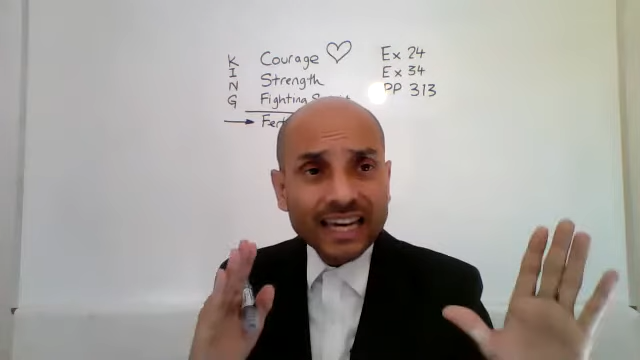 K
I
N
G
Courage
Strength
Fighting
Ex 24
Ex 34
PP 313